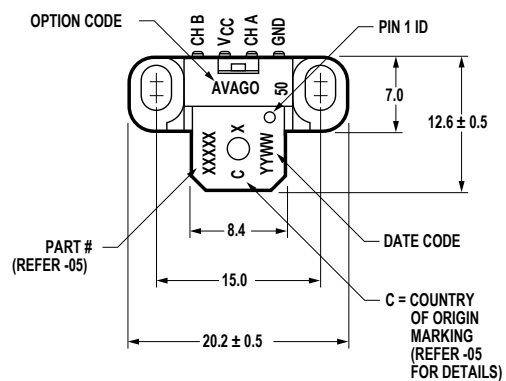 OPTION CODE
CH B
VCC
CH A
GND
PIN 1 ID
AVAGO
50
7.0
12.6 ± 0.5
XXXXX
X
C
YYWW
8.4
DATE CODE
PART #
(REFER -05)
15.0
C = COUNTRY
OF ORIGIN
MARKING
(REFER -05
FOR DETAILS)
20.2 ± 0.5